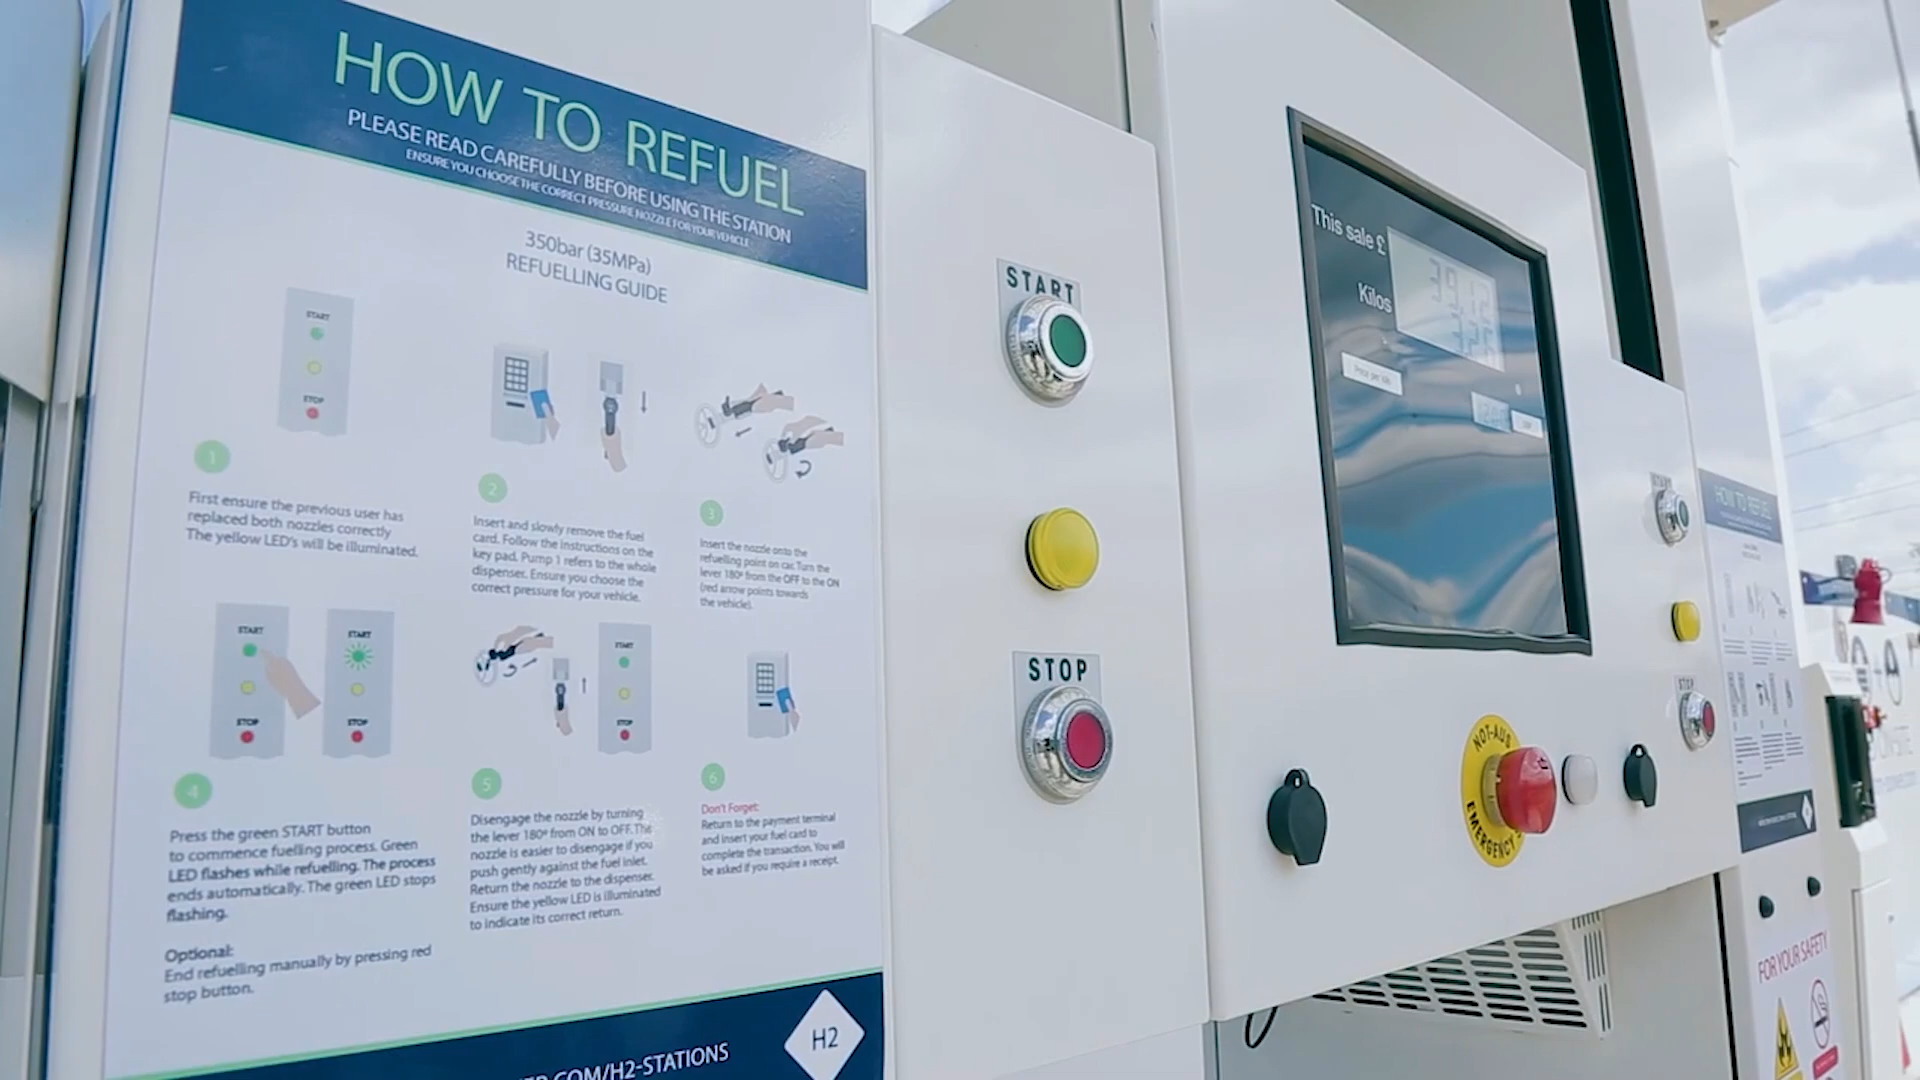 HOW TO REFUEL
PLEASE READ CAREFULLY BEFORE USING THE STATION
ENSURE YOU CHOOSE THE CORRECT PRESSURE NOZZLE FOR YOUR VEHICLE
350bar (35MPa)
REFUELLING GUIDE
START
STOP
1
First ensure the previous user has
replaced both nozzles correctly
The yellow LED's will be illuminated.
2
Insert and slowly remove the fuel
card. Follow the instructions on the
key pad. Pump 1 refers to the whole
dispenser. Ensure you choose the
correct pressure for your vehicle.
3
Insert the nozzle onto the
refuelling point on car. Turn the
lever 180º from the OFF to the ON
(red arrow points towards
the vehicle).
START
STOP
START
STOP
4
Press the green START button
to commence fuelling process. Green
LED flashes while refuelling. The process
ends automatically. The green LED stops
flashing.
Optional:
End refuelling manually by pressing red
stop button.
START
STOP
5
Disengage the nozzle by turning
the lever 180º from ON to OFF. The
nozzle is easier to disengage if you
push gently against the fuel inlet.
Return the nozzle to the dispenser.
Ensure the yellow LED is illuminated
to indicate its correct return.
6
Don't Forget:
Return to the payment terminal
and insert your fuel card to
complete the transaction. You will
be asked if you require a receipt.
.COM/H2-STATIONS
H2
START
STOP
This sale £
Kilos
Price per kilo
NOT-AUS
EMERGENCY
START
STOP
HOW TO REFUEL
FOR YOUR SAFETY